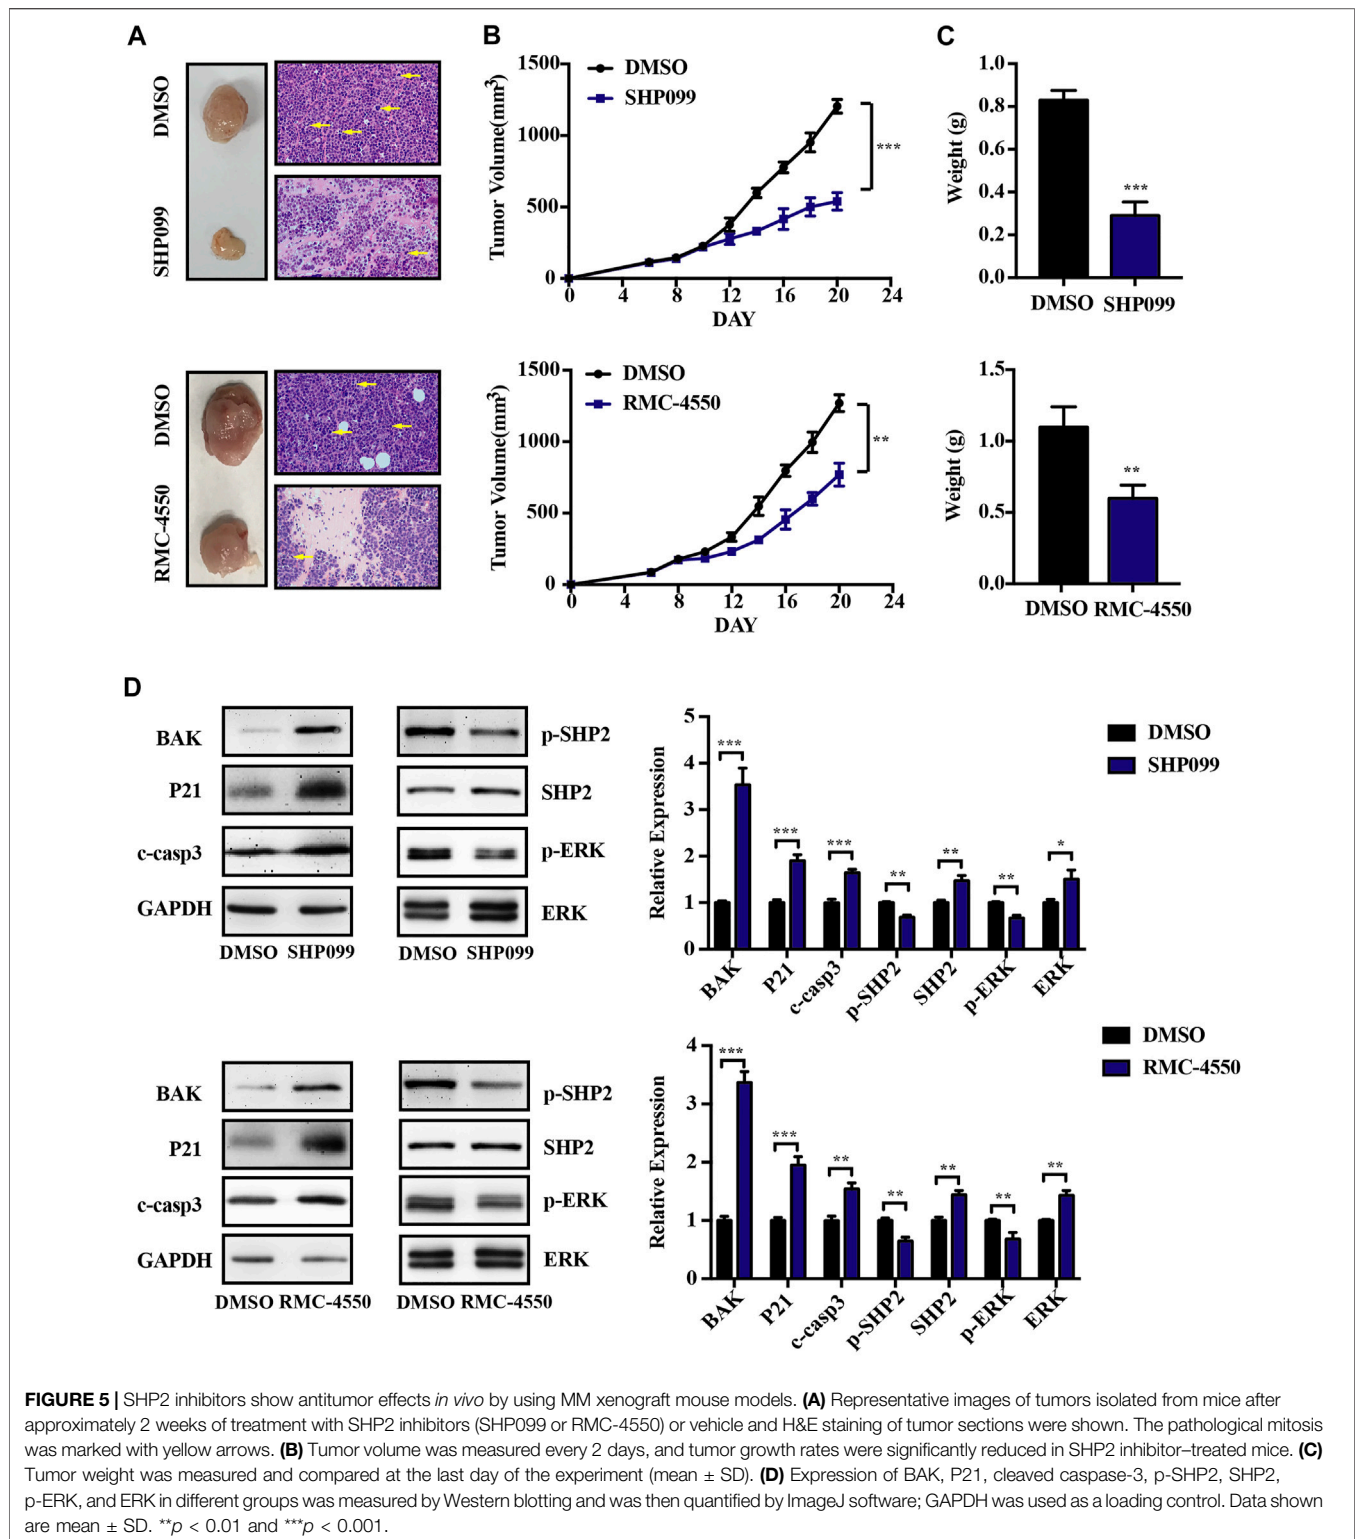 A
B
C
DMSO
SHP099
1500
1000
500
0
Tumor Volume(mm³)
DMSO
SHP099
***
0 4 8 12 16 20 24
DAY
1.0
0.8
0.6
0.4
0.2
0.0
Weight (g)
***
DMSO SHP099
DMSO
RMC-4550
1500
1000
500
0
Tumor Volume(mm³)
DMSO
RMC-4550
**
0 4 8 12 16 20 24
DAY
1.5
1.0
0.5
0.0
Weight (g)
**
DMSO RMC-4550
D
BAK
P21
c-casp3
GAPDH
DMSO SHP099
p-SHP2
SHP2
p-ERK
ERK
DMSO SHP099
5
4
3
2
1
0
Relative Expression
*** *** *** ** ** ** *
BAK P21 c-casp3 p-SHP2 SHP2 p-ERK ERK
DMSO
SHP099
BAK
P21
c-casp3
GAPDH
DMSO RMC-4550
p-SHP2
SHP2
p-ERK
ERK
DMSO RMC-4550
4
3
2
1
0
Relative Expression
*** *** ** ** ** ** **
BAK P21 c-casp3 p-SHP2 SHP2 p-ERK ERK
DMSO
RMC-4550
FIGURE 5 | SHP2 inhibitors show antitumor effects in vivo by using MM xenograft mouse models. (A) Representative images of tumors isolated from mice after
approximately 2 weeks of treatment with SHP2 inhibitors (SHP099 or RMC-4550) or vehicle and H&E staining of tumor sections were shown. The pathological mitosis
was marked with yellow arrows. (B) Tumor volume was measured every 2 days, and tumor growth rates were significantly reduced in SHP2 inhibitor–treated mice. (C)
Tumor weight was measured and compared at the last day of the experiment (mean ± SD). (D) Expression of BAK, P21, cleaved caspase-3, p-SHP2, SHP2,
p-ERK, and ERK in different groups was measured by Western blotting and was then quantified by ImageJ software; GAPDH was used as a loading control. Data shown
are mean ± SD. **p < 0.01 and ***p < 0.001.